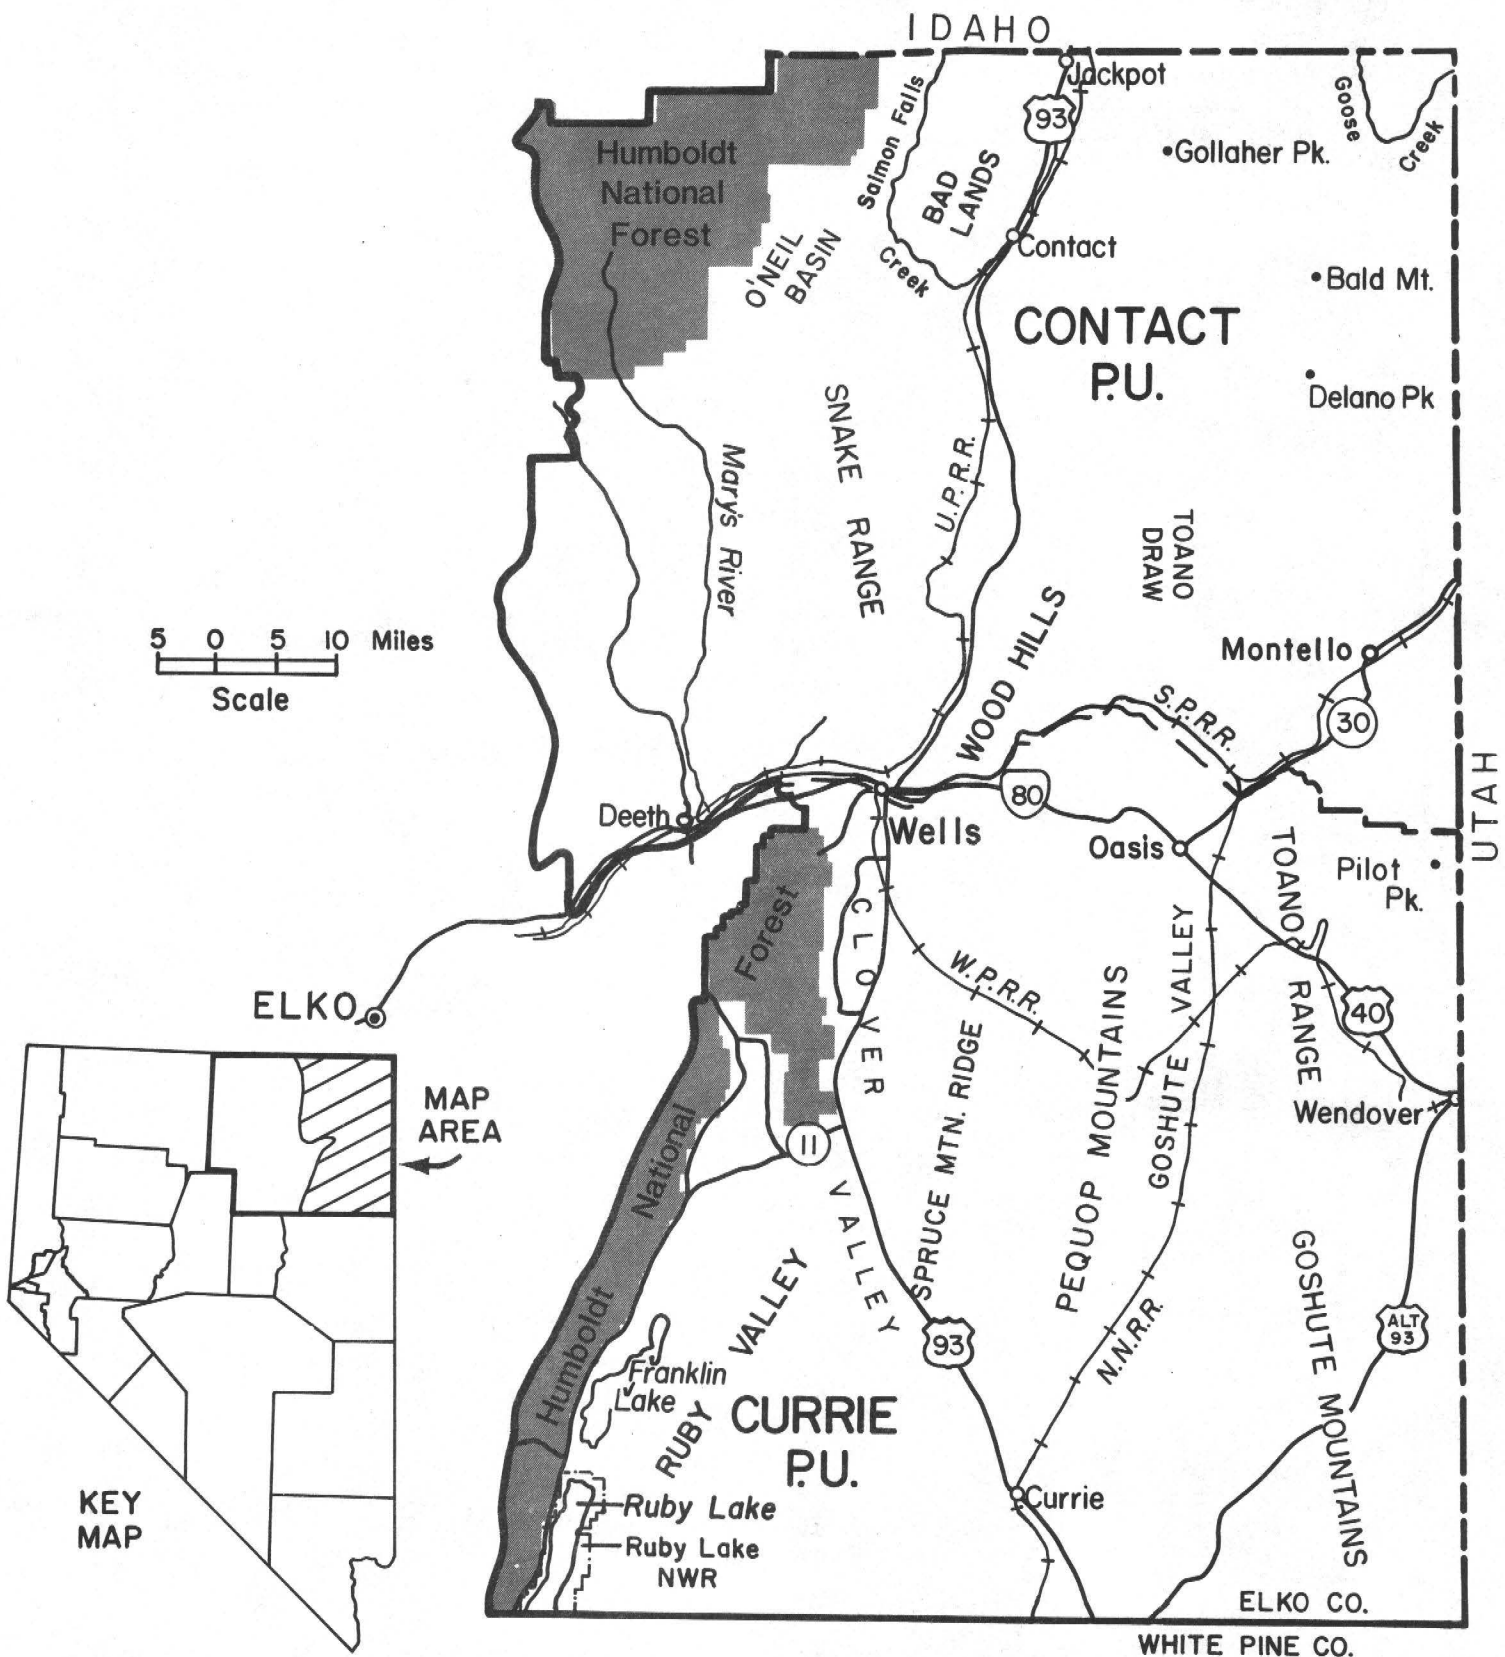 IDAHO
Jackpot
93
Salmon Falls
Creek
BAD
LANDS
Goose
Creek
Gollaher Pk.
Humboldt
National
Forest
O'NEIL
BASIN
Contact
Bald Mt.
CONTACT
P.U.
Delano Pk
SNAKE RANGE
Mary's River
U.P.R.R.
TOANO
DRAW
5 0 5 10 Miles
Scale
WOOD HILLS
Montello
S.P.R.R.
30
UTAH
80
Deeth
Wells
Oasis
Pilot
Pk.
TOANO RANGE
Forest
CLOVER VALLEY
W.P.R.R.
GOSHUTE VALLEY
ELKO
40
MAP
AREA
National
SPRUCE MTN. RIDGE
PEQUOP MOUNTAINS
Wendover
11
Humboldt
RUBY VALLEY
93
N.N.R.R.
GOSHUTE MOUNTAINS
ALT
93
Franklin
Lake
CURRIE
P.U.
KEY
MAP
Currie
Ruby Lake
Ruby Lake
NWR
ELKO CO.
WHITE PINE CO.